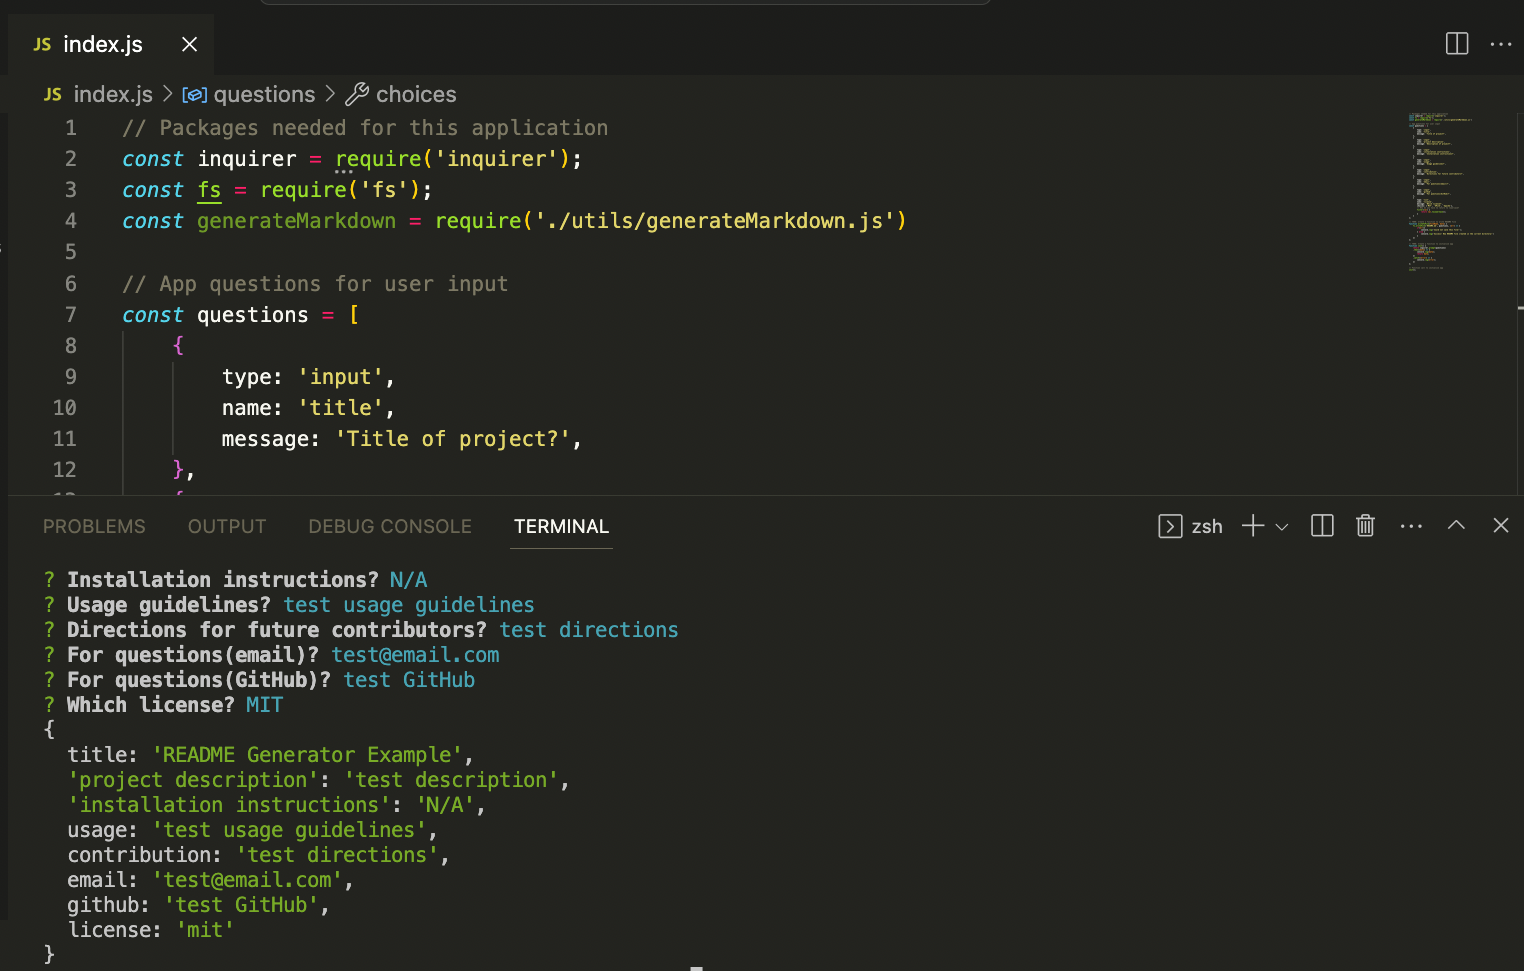 JS index.js
JS index.js > questions > choices
1 // Packages needed for this application
2 const inquirer = require('inquirer');
3 const fs = require('fs');
4 const generateMarkdown = require('./utils/generateMarkdown.js')
5
6 // App questions for user input
7 const questions = [
8 {
9 type: 'input',
10 name: 'title',
11 message: 'Title of project?',
12 },
PROBLEMS OUTPUT DEBUG CONSOLE TERMINAL zsh
? Installation instructions? N/A
? Usage guidelines? test usage guidelines
? Directions for future contributors? test directions
? For questions(email)? test@email.com
? For questions(GitHub)? test GitHub
? Which license? MIT
{
title: 'README Generator Example',
'project description': 'test description',
'installation instructions': 'N/A',
usage: 'test usage guidelines',
contribution: 'test directions',
email: 'test@email.com',
github: 'test GitHub',
license: 'mit'
}